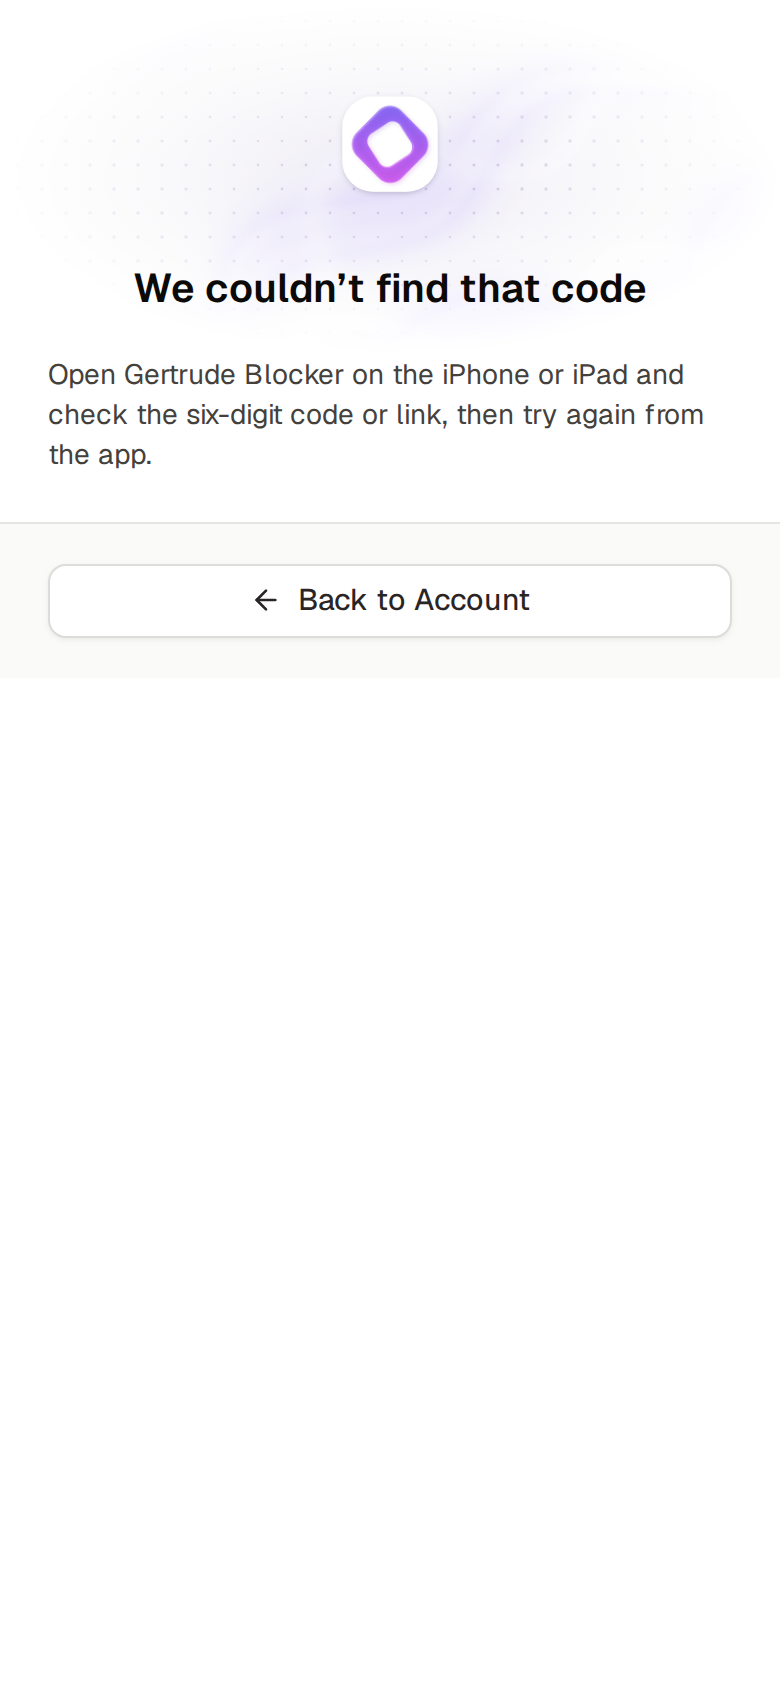 We couldn’t find that code
Open Gertrude Blocker on the iPhone or iPad and
check the six-digit code or link, then try again from
the app.
Back to Account